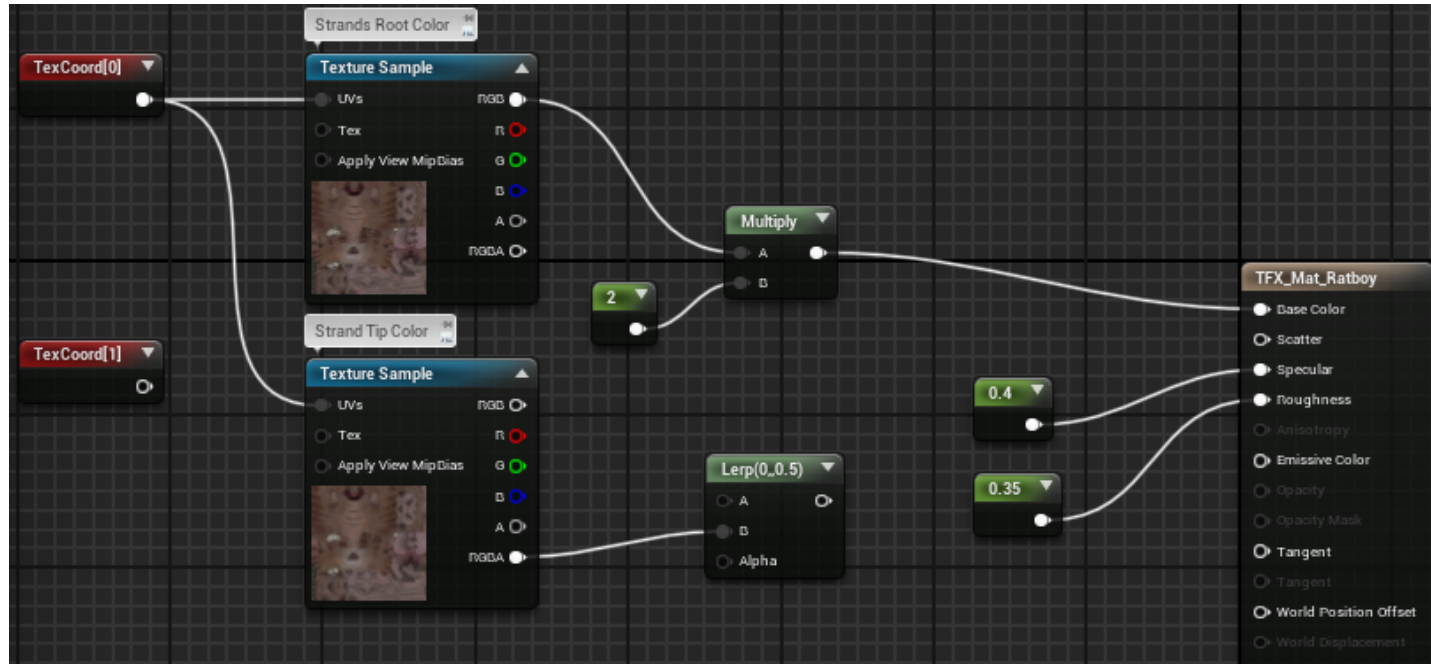 Strands Root Color
TexCoord[0]
Texture Sample
UVs
RGB
Tex
R
Apply View MipBias
G
B
A
RGBA
Multiply
A
B
2
Strand Tip Color
TexCoord[1]
Texture Sample
UVs
RGB
Tex
R
Apply View MipBias
G
B
A
RGBA
Lerp(0,,0.5)
A
B
Alpha
0.4
0.35
TFX_Mat_Ratboy
Base Color
Scatter
Specular
Roughness
Anisotropy
Emissive Color
Opacity
Opacity Mask
Tangent
Tangent
World Position Offset
World Displacement